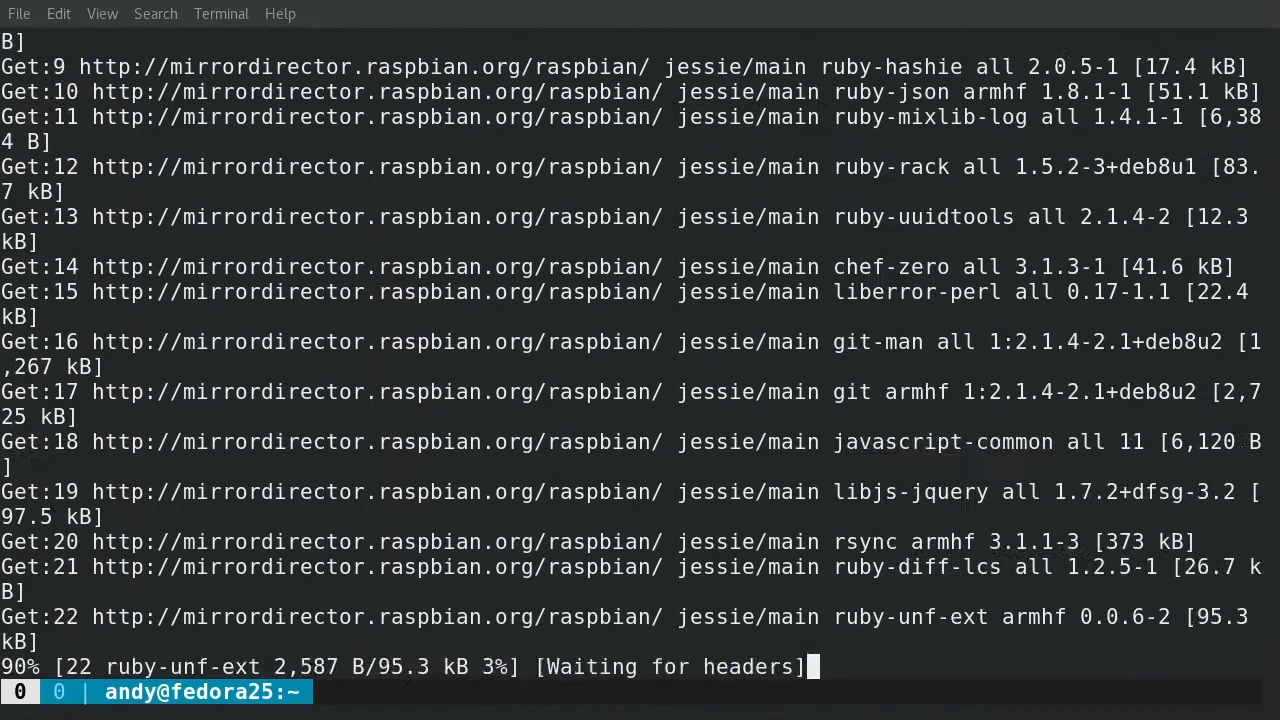 File Edit View Search Terminal Help
B]
Get:9 http://mirrordirector.raspbian.org/raspbian/ jessie/main ruby-hashie all 2.0.5-1 [17.4 kB]
Get:10 http://mirrordirector.raspbian.org/raspbian/ jessie/main ruby-json armhf 1.8.1-1 [51.1 kB]
Get:11 http://mirrordirector.raspbian.org/raspbian/ jessie/main ruby-mixlib-log all 1.4.1-1 [6,38
4 B]
Get:12 http://mirrordirector.raspbian.org/raspbian/ jessie/main ruby-rack all 1.5.2-3+deb8u1 [83.
7 kB]
Get:13 http://mirrordirector.raspbian.org/raspbian/ jessie/main ruby-uuidtools all 2.1.4-2 [12.3
kB]
Get:14 http://mirrordirector.raspbian.org/raspbian/ jessie/main chef-zero all 3.1.3-1 [41.6 kB]
Get:15 http://mirrordirector.raspbian.org/raspbian/ jessie/main liberror-perl all 0.17-1.1 [22.4
kB]
Get:16 http://mirrordirector.raspbian.org/raspbian/ jessie/main git-man all 1:2.1.4-2.1+deb8u2 [1
,267 kB]
Get:17 http://mirrordirector.raspbian.org/raspbian/ jessie/main git armhf 1:2.1.4-2.1+deb8u2 [2,7
25 kB]
Get:18 http://mirrordirector.raspbian.org/raspbian/ jessie/main javascript-common all 11 [6,120 B
]
Get:19 http://mirrordirector.raspbian.org/raspbian/ jessie/main libjs-jquery all 1.7.2+dfsg-3.2 [
97.5 kB]
Get:20 http://mirrordirector.raspbian.org/raspbian/ jessie/main rsync armhf 3.1.1-3 [373 kB]
Get:21 http://mirrordirector.raspbian.org/raspbian/ jessie/main ruby-diff-lcs all 1.2.5-1 [26.7 k
B]
Get:22 http://mirrordirector.raspbian.org/raspbian/ jessie/main ruby-unf-ext armhf 0.0.6-2 [95.3
kB]
90% [22 ruby-unf-ext 2,587 B/95.3 kB 3%] [Waiting for headers]
0 0 | andy@fedora25:~